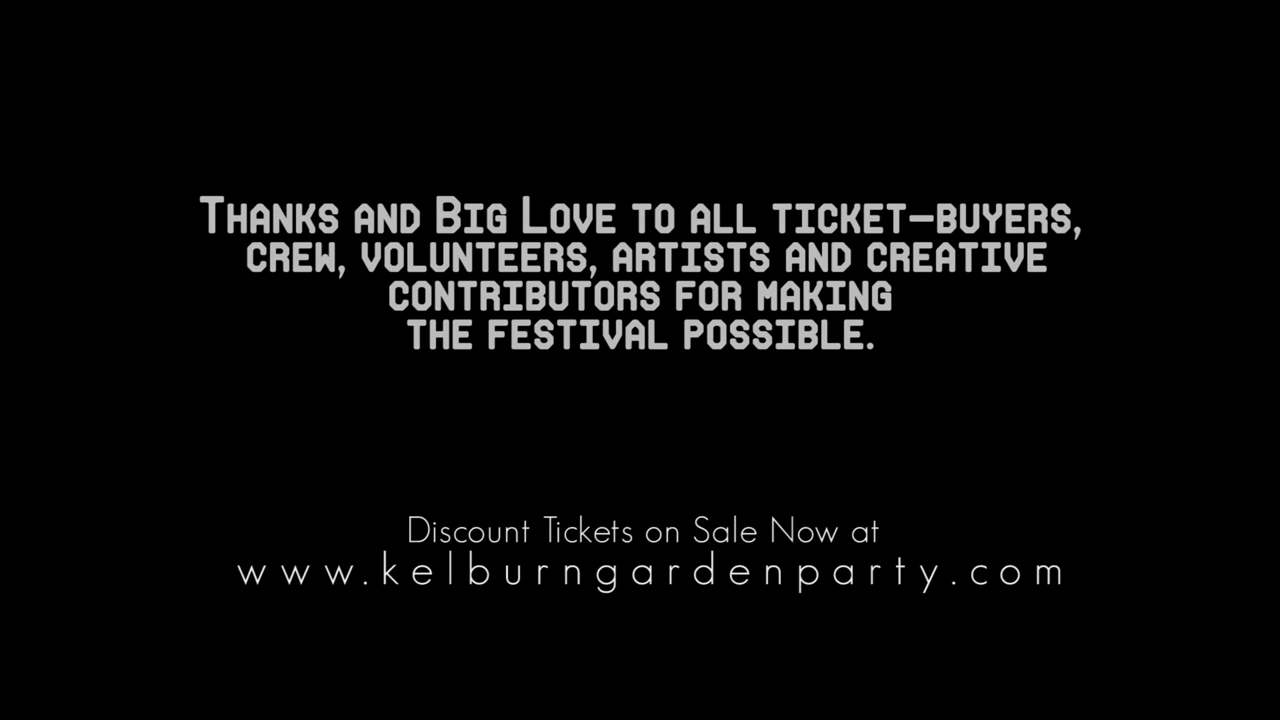 Thanks and Big Love to all ticket-buyers,
crew, volunteers, artists and creative
contributors for making
the festival possible.
Discount Tickets on Sale Now at
www.kelburngardenparty.com